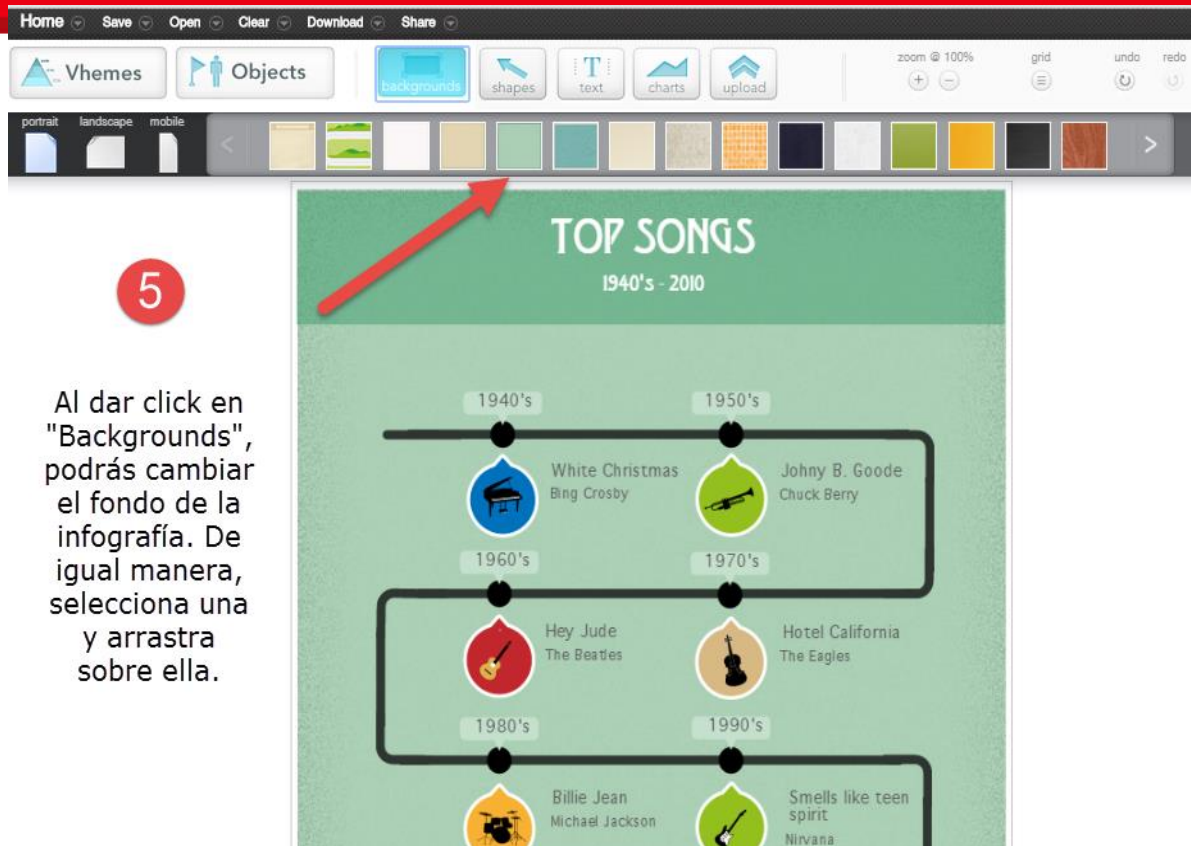 Home Save Open Clear Download Share
Vhemes Objects backgrounds shapes text charts upload zoom @ 100% grid undo redo
T
portrait landscape mobile
TOP SONGS
1940's - 2010
5
Al dar click en
"Backgrounds",
podrás cambiar
el fondo de la
infografía. De
igual manera,
selecciona una
y arrastra
sobre ella.
1940's 1950's
White Christmas
Bing Crosby
Johny B. Goode
Chuck Berry
1960's 1970's
Hey Jude
The Beatles
Hotel California
The Eagles
1980's 1990's
Billie Jean
Michael Jackson
Smells like teen
spirit
Nirvana